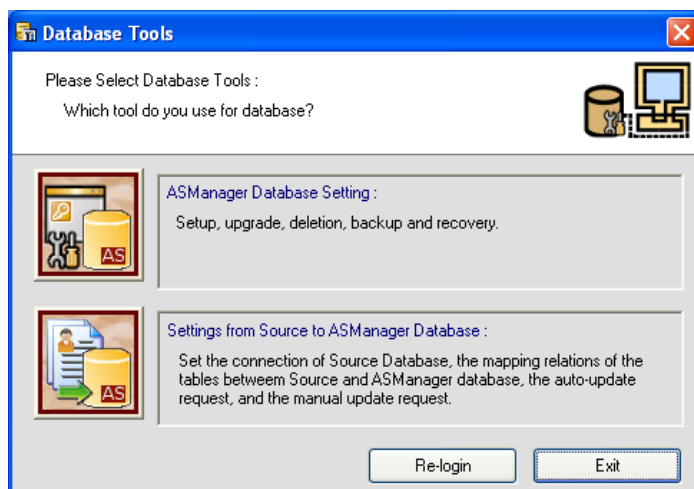 Database Tools
Please Select Database Tools :
Which tool do you use for database?
ASManager Database Setting :
Setup, upgrade, deletion, backup and recovery.
AS
Settings from Source to ASManager Database :
Set the connection of Source Database, the mapping relations of the
tables betweem Source and ASManager database, the auto-update
request, and the manual update request.
AS
Re-login
Exit